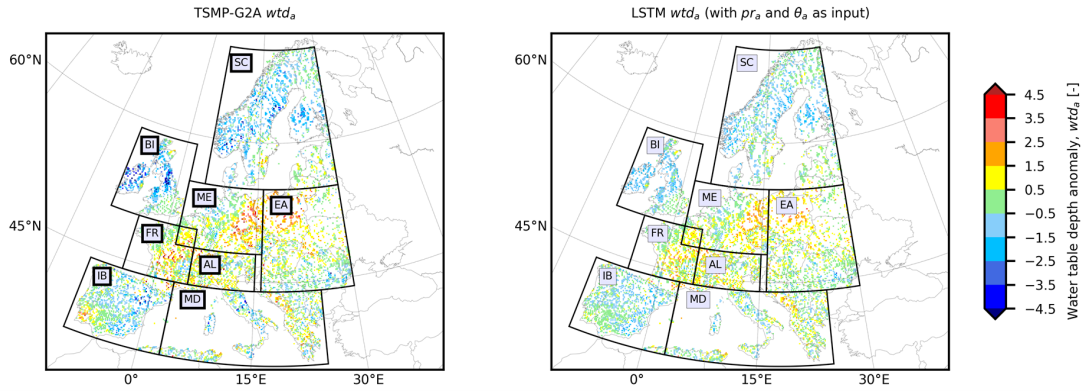 TSMP-G2A wtdₐ
LSTM wtdₐ (with prₐ and θₐ as input)
60°N
45°N
SC
BI
ME
EA
FR
AL
IB
MD
0°
15°E
30°E
SC
BI
ME
EA
FR
AL
IB
MD
0°
15°E
30°E
4.5
3.5
2.5
1.5
0.5
−0.5
−1.5
−2.5
−3.5
−4.5
Water table depth anomaly, wtdₐ [-]